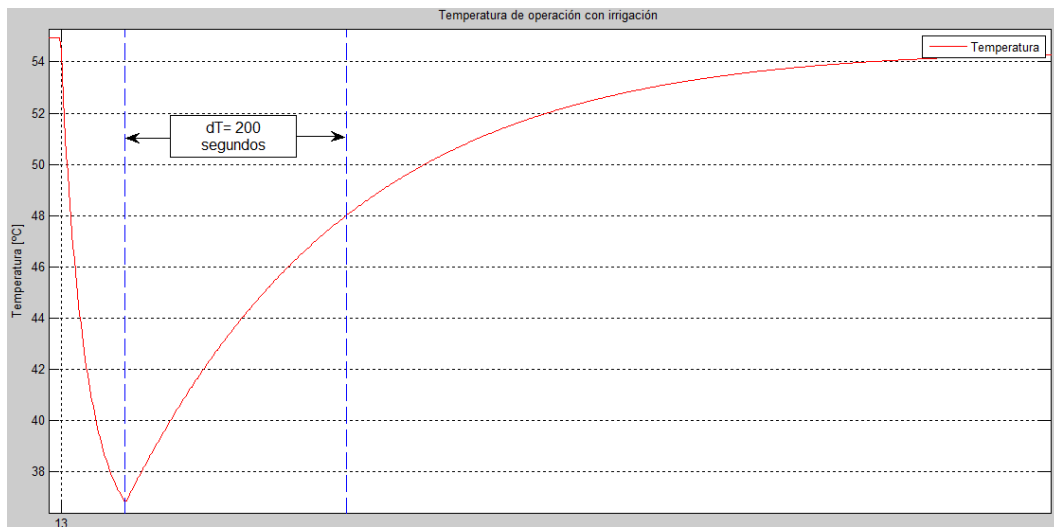 Temperatura de operación con irrigación
Temperatura
54
52
50
48
46
44
42
40
38
dT= 200
segundos
Temperatura [ºC]
13